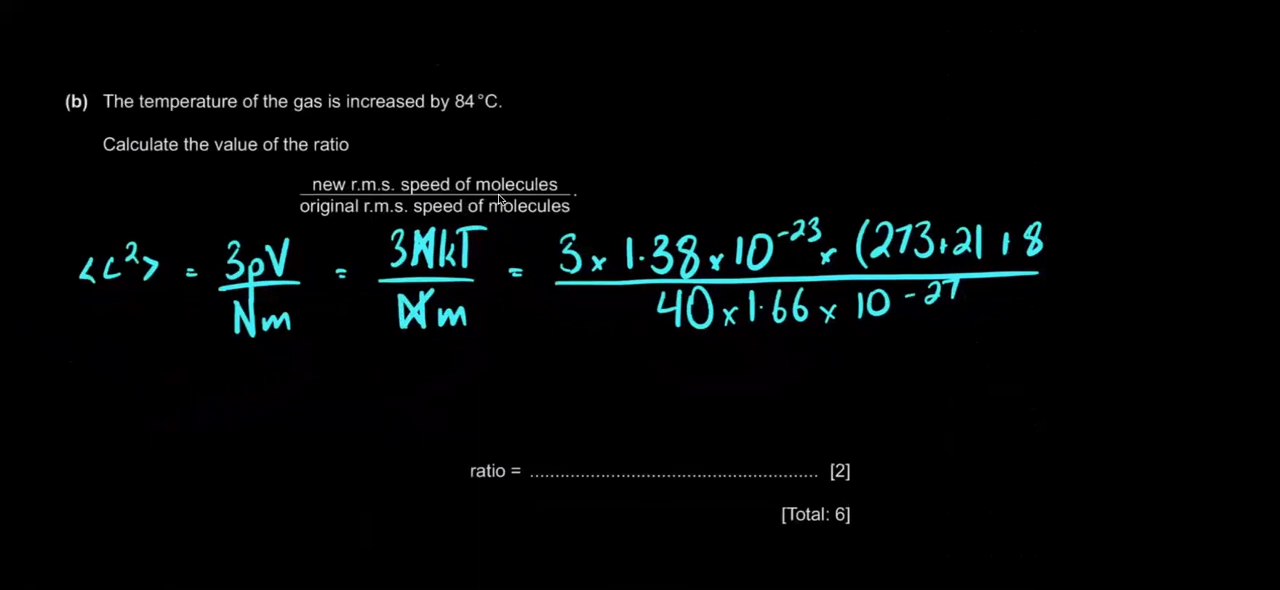 (b) The temperature of the gas is increased by 84 °C.
Calculate the value of the ratio
new r.m.s. speed of molecules
original r.m.s. speed of molecules .
<c²> = 3pV / Nm = 3NkT / Nm = 3 × 1.38 × 10⁻²³ × (273+21+8 / 40 × 1.66 × 10⁻²⁷
ratio = ...................................................... [2]
[Total: 6]